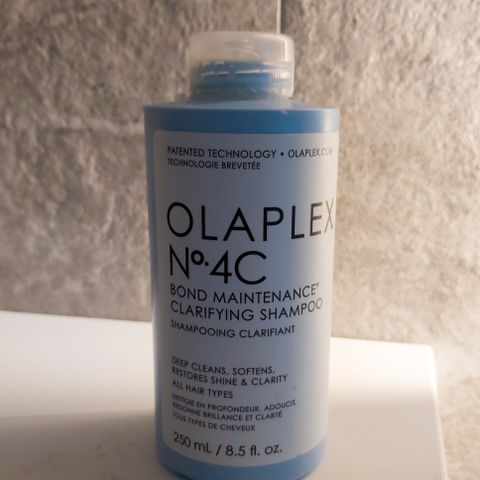 PATENTED TECHNOLOGY • OLAPLEX.COM
TECHNOLOGIE BREVETÉE
OLAPLEX
Nº.4C
BOND MAINTENANCE®
CLARIFYING SHAMPOO
SHAMPOOING CLARIFIANT
DEEP CLEANS, SOFTENS,
RESTORES SHINE & CLARITY
ALL HAIR TYPES
NETTOIE EN PROFONDEUR, ADOUCIT,
REDONNE BRILLANCE ET CLARTÉ
TOUS TYPES DE CHEVEUX
250 mL / 8.5 fl. oz.